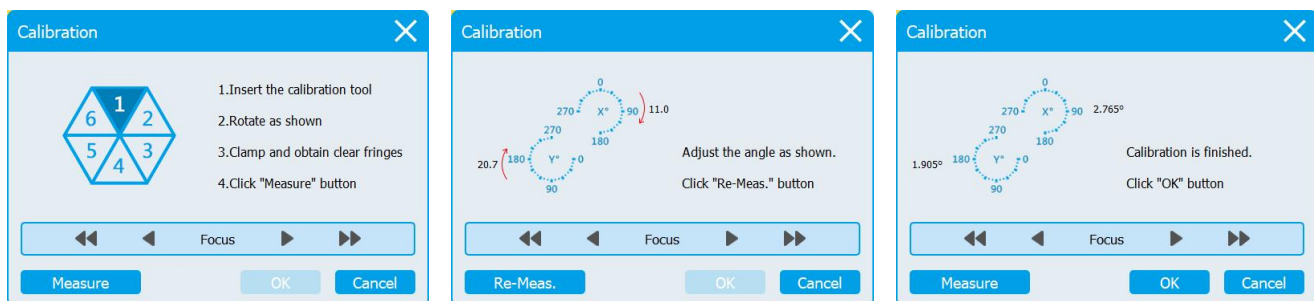 Calibration
1
2
3
4
5
6
1.Insert the calibration tool
2.Rotate as shown
3.Clamp and obtain clear fringes
4.Click "Measure" button
Focus
Measure
OK
Cancel
Calibration
0
270
X°
90
11.0
270
180
20.7
180
Y°
0
90
Adjust the angle as shown.
Click "Re-Meas." button
Focus
Re-Meas.
OK
Cancel
Calibration
0
270
X°
90
2.765°
270
180
1.905°
180
Y°
0
90
Calibration is finished.
Click "OK" button
Focus
Measure
OK
Cancel